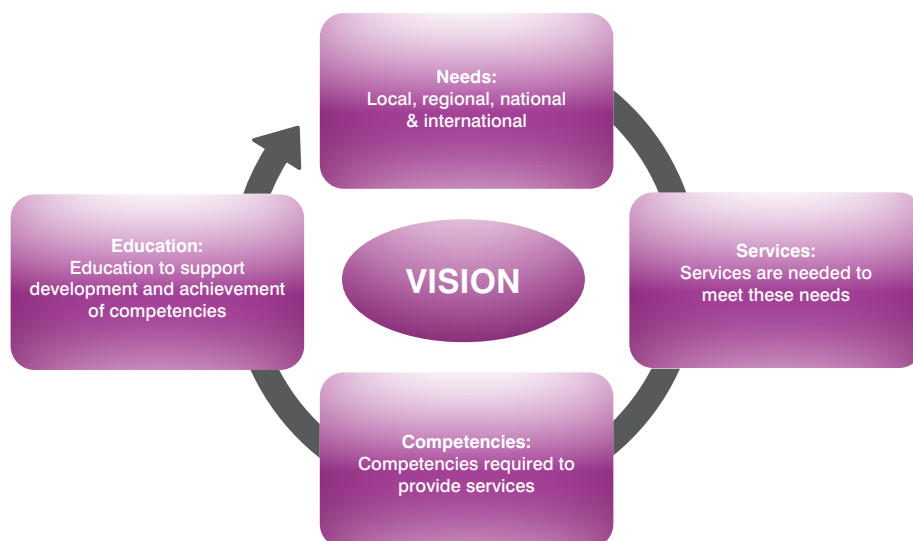 Needs:
Local, regional, national
& international
Services:
Services are needed to
meet these needs
Competencies:
Competencies required to
provide services
Education:
Education to support
development and achievement
of competencies
VISION